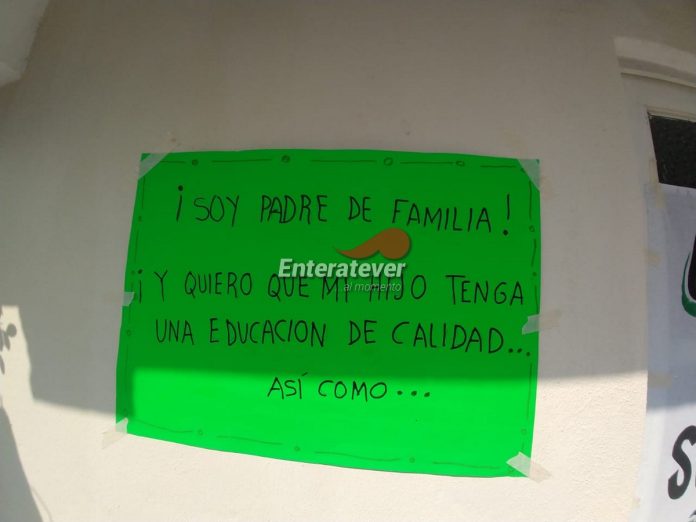 ¡SOY PADRE DE FAMILIA!
Enteratever
al momento
¡Y QUIERO QUE MI HIJO TENGA
UNA EDUCACION DE CALIDAD...
ASÍ COMO...